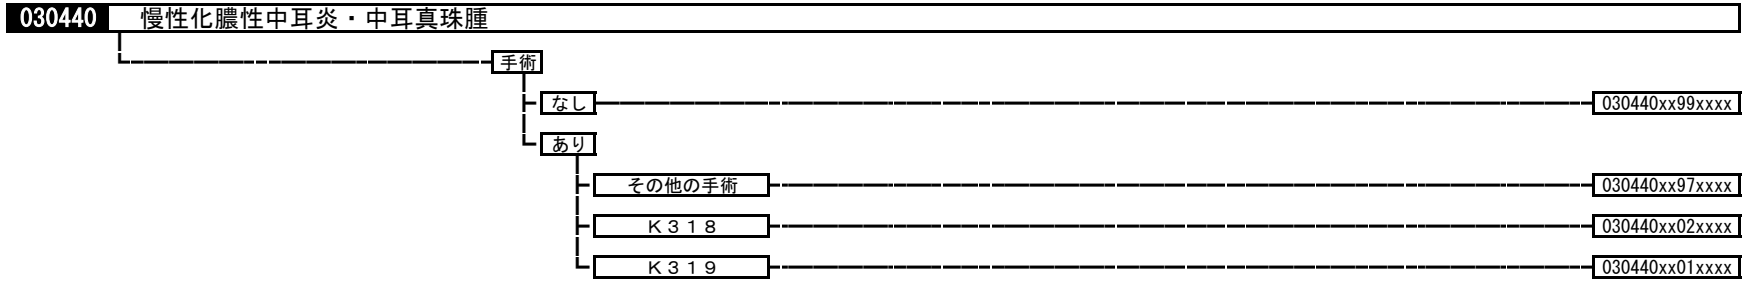 030440 慢性化膿性中耳炎・中耳真珠腫
手術
なし 030440xx99xxxx
あり
その他の手術 030440xx97xxxx
Ｋ３１８ 030440xx02xxxx
Ｋ３１９ 030440xx01xxxx